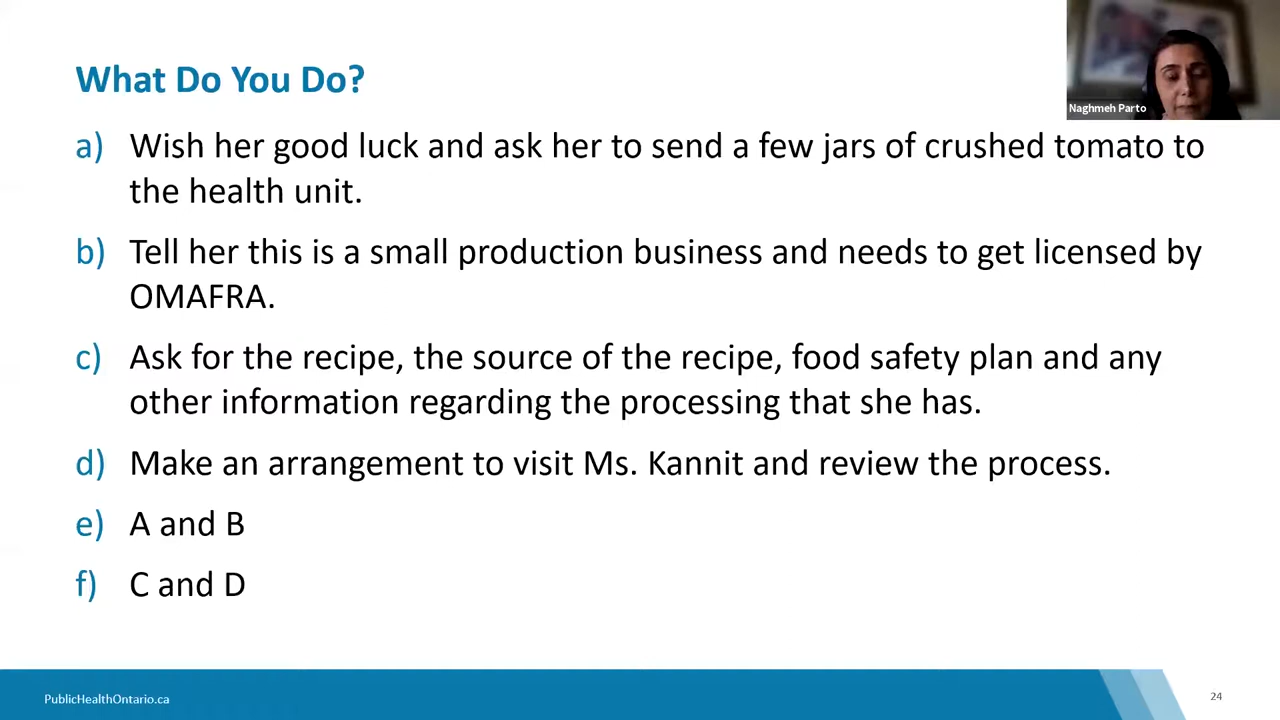 What Do You Do?
Naghmeh Parto
a) Wish her good luck and ask her to send a few jars of crushed tomato to
the health unit.
b) Tell her this is a small production business and needs to get licensed by
OMAFRA.
c) Ask for the recipe, the source of the recipe, food safety plan and any
other information regarding the processing that she has.
d) Make an arrangement to visit Ms. Kannit and review the process.
e) A and B
f) C and D
PublicHealthOntario.ca
24